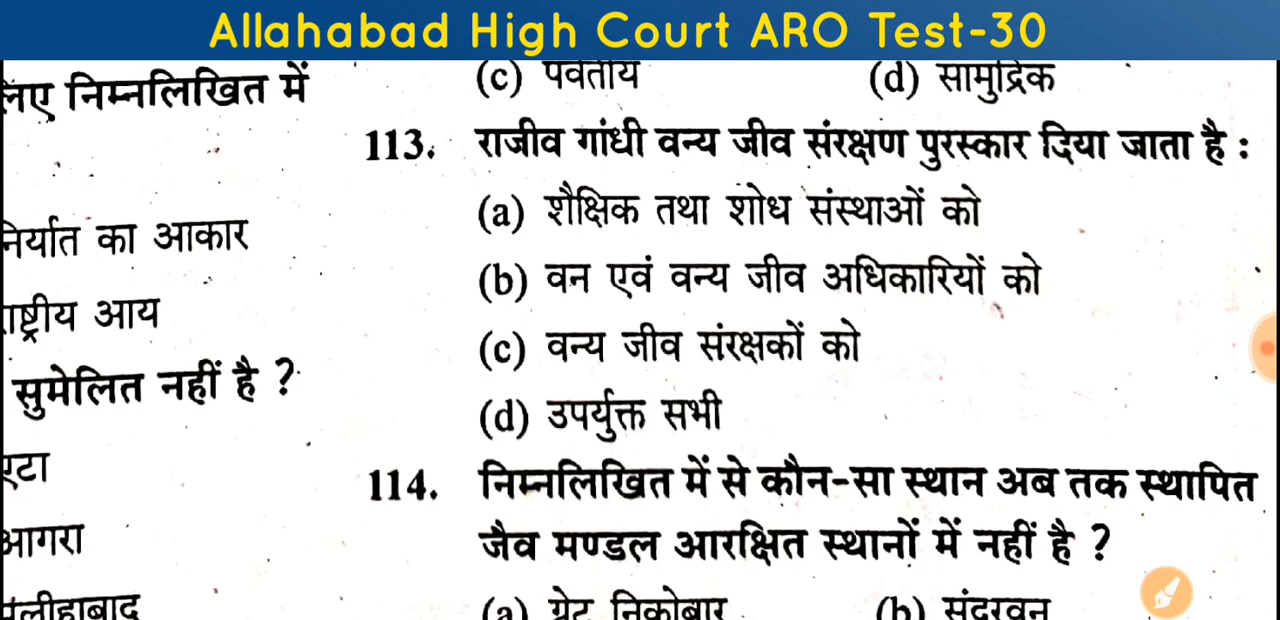 Allahabad High Court ARO Test-30
निम्नलिखित में
निर्यात का आकार
राष्ट्रीय आय
सुमेलित नहीं है ?
एटा
आगरा
(c) पर्वतीय (d) सामुद्रिक
113. राजीव गांधी वन्य जीव संरक्षण पुरस्कार दिया जाता है :
(a) शैक्षिक तथा शोध संस्थाओं को
(b) वन एवं वन्य जीव अधिकारियों को
(c) वन्य जीव संरक्षकों को
(d) उपर्युक्त सभी
114. निम्नलिखित में से कौन-सा स्थान अब तक स्थापित
जैव मण्डल आरक्षित स्थानों में नहीं है ?
(a) ग्रेट निकोबार (b) सुंदरवन